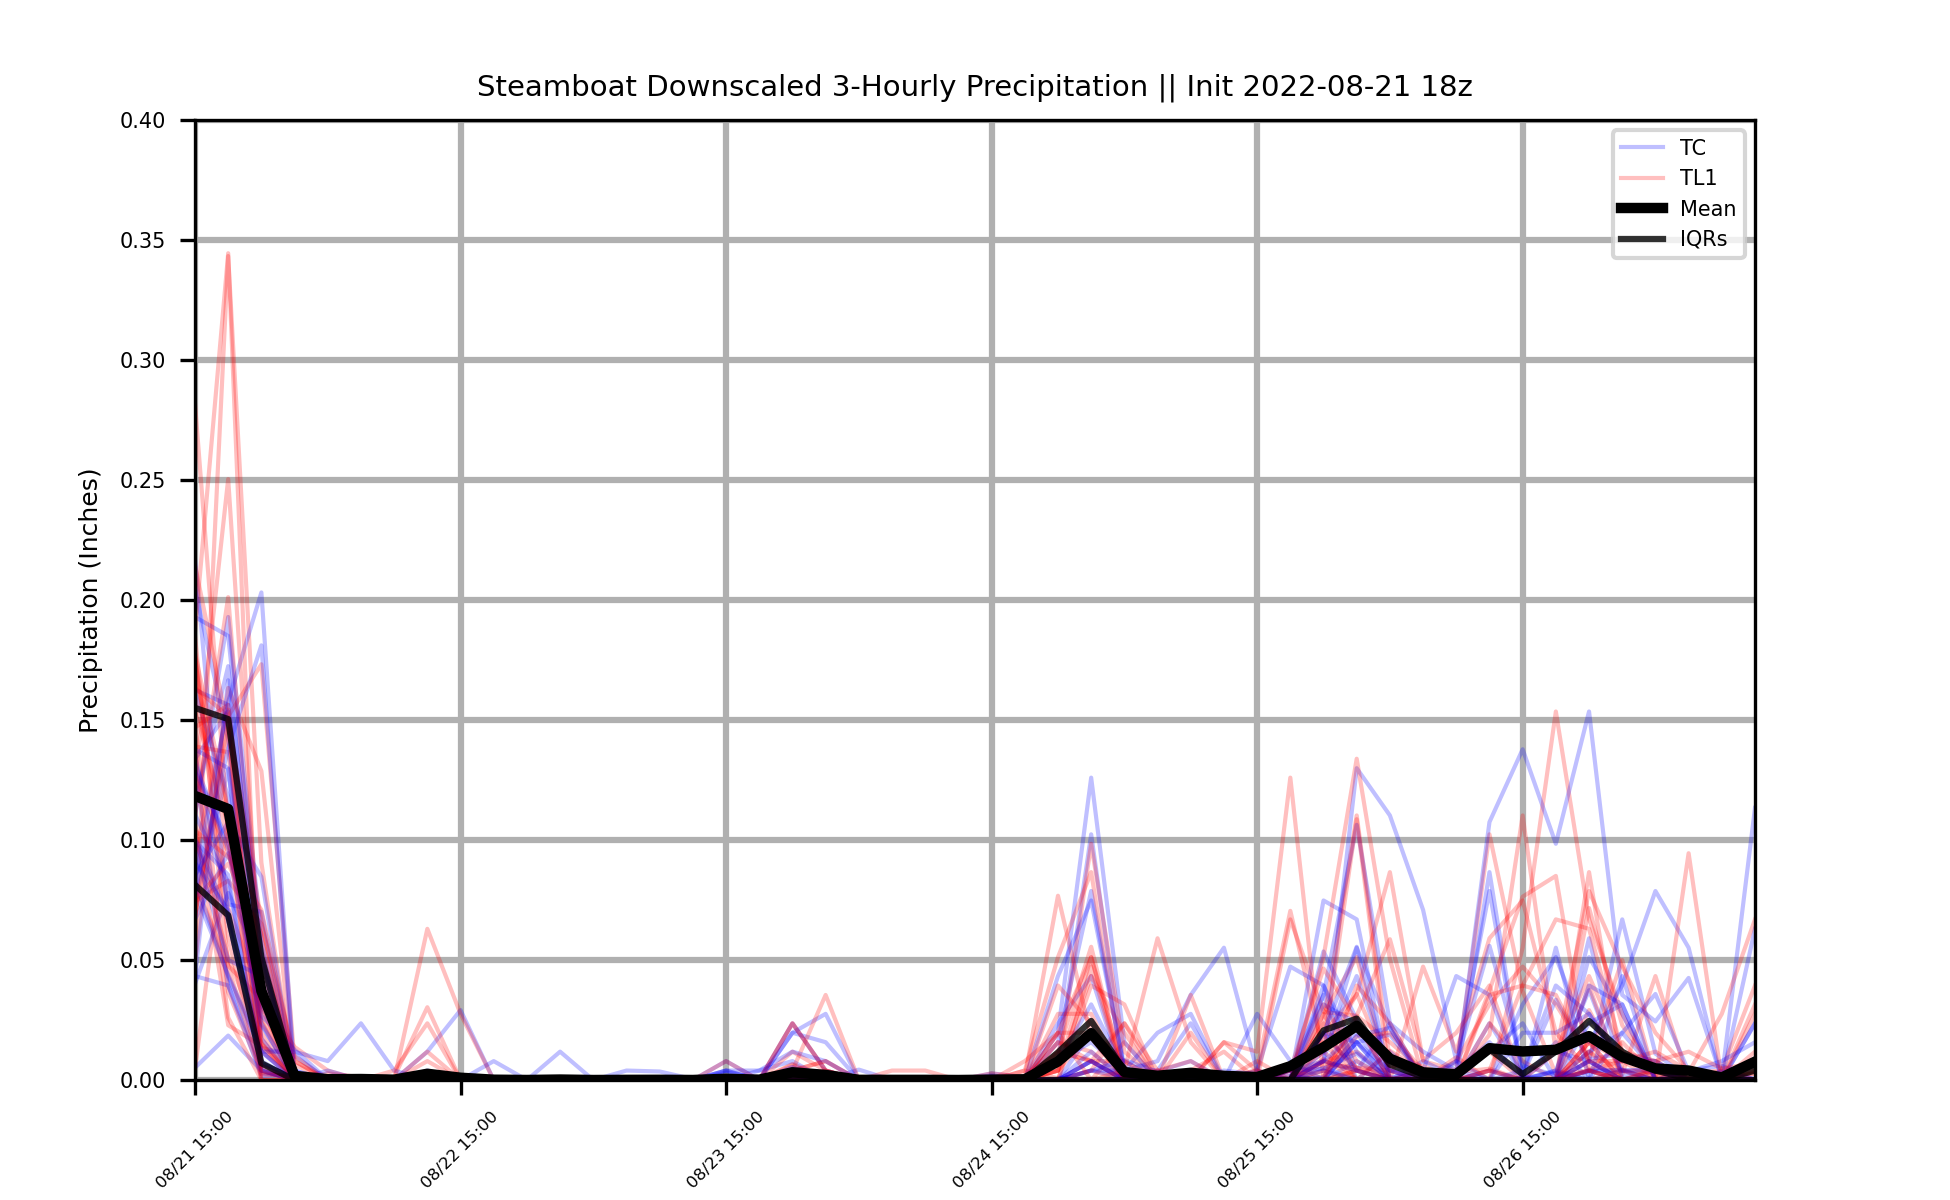 Steamboat Downscaled 3-Hourly Precipitation || Init 2022-08-21 18z
Precipitation (Inches)
0.40
0.35
0.30
0.25
0.20
0.15
0.10
0.05
0.00
TC
TL1
Mean
IQRs
08/21 15:00
08/22 15:00
08/23 15:00
08/24 15:00
08/25 15:00
08/26 15:00